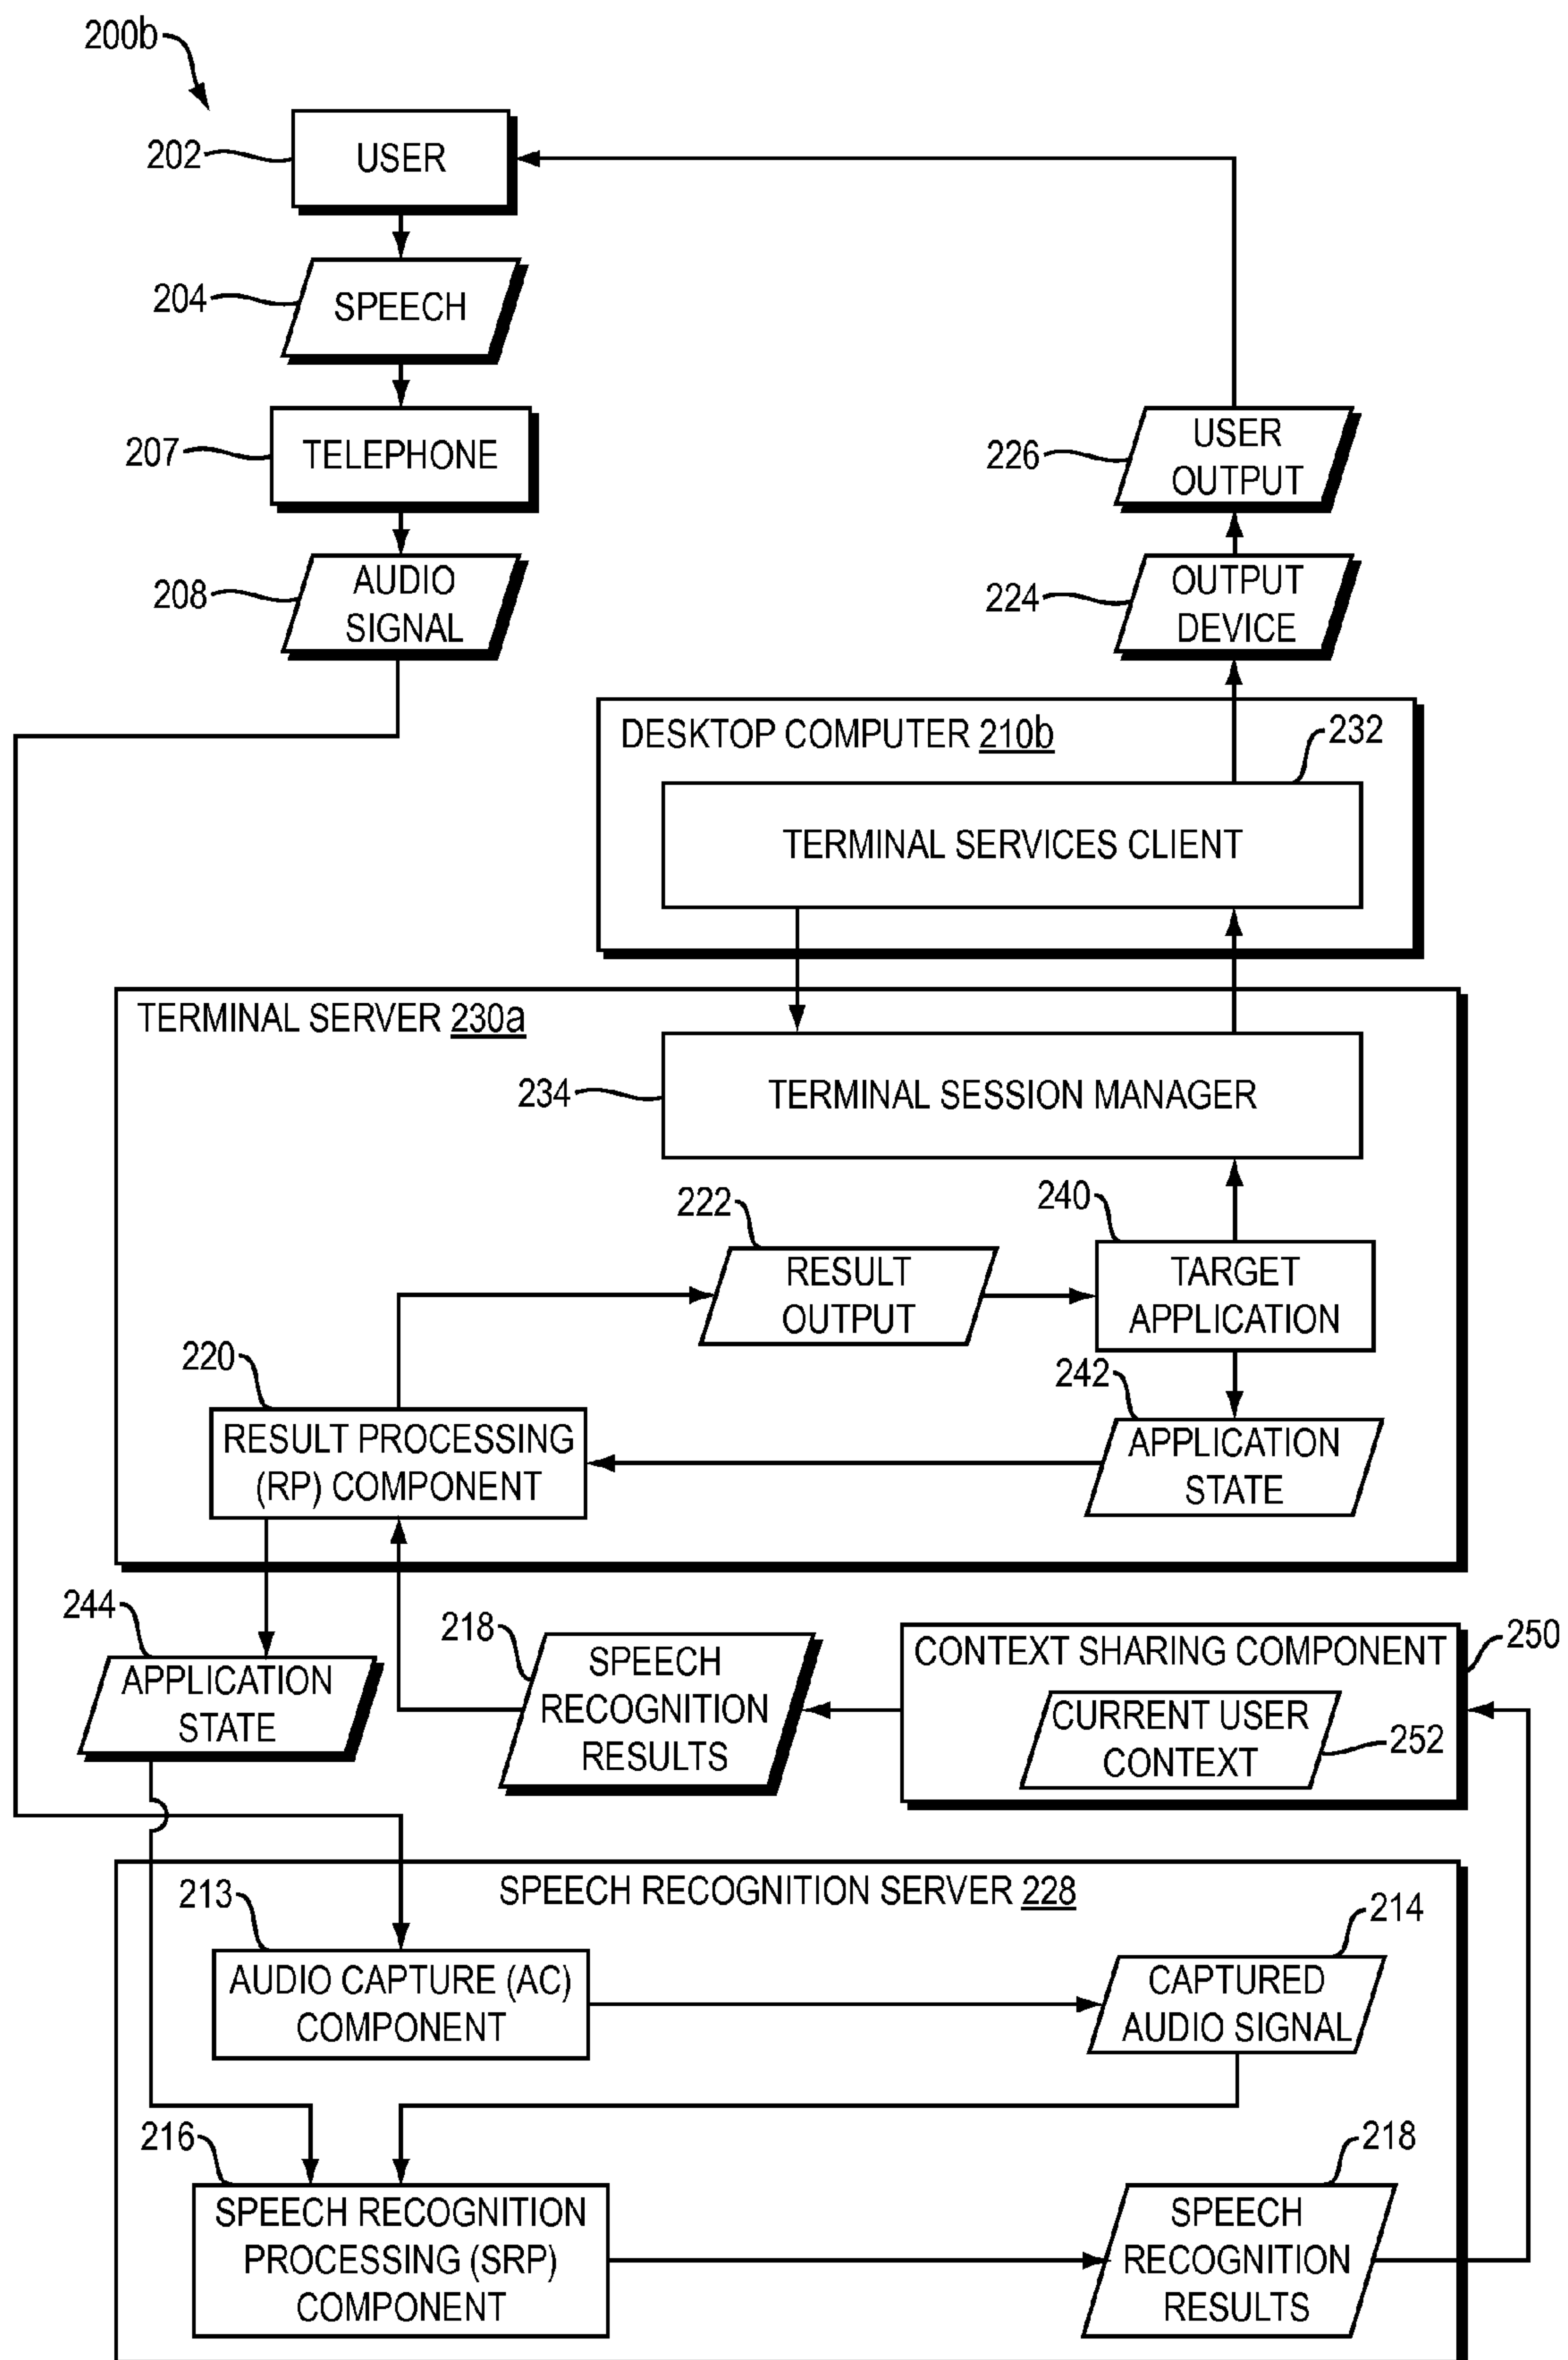 200b
202
USER
204
SPEECH
207
TELEPHONE
208
AUDIO
SIGNAL
226
USER
OUTPUT
224
OUTPUT
DEVICE
DESKTOP COMPUTER 210b
232
TERMINAL SERVICES CLIENT
TERMINAL SERVER 230a
234
TERMINAL SESSION MANAGER
222
RESULT
OUTPUT
240
TARGET
APPLICATION
220
RESULT PROCESSING
(RP) COMPONENT
242
APPLICATION
STATE
244
APPLICATION
STATE
218
SPEECH
RECOGNITION
RESULTS
CONTEXT SHARING COMPONENT
250
CURRENT USER
CONTEXT
252
SPEECH RECOGNITION SERVER 228
213
AUDIO CAPTURE (AC)
COMPONENT
214
CAPTURED
AUDIO SIGNAL
216
SPEECH RECOGNITION
PROCESSING (SRP)
COMPONENT
218
SPEECH
RECOGNITION
RESULTS